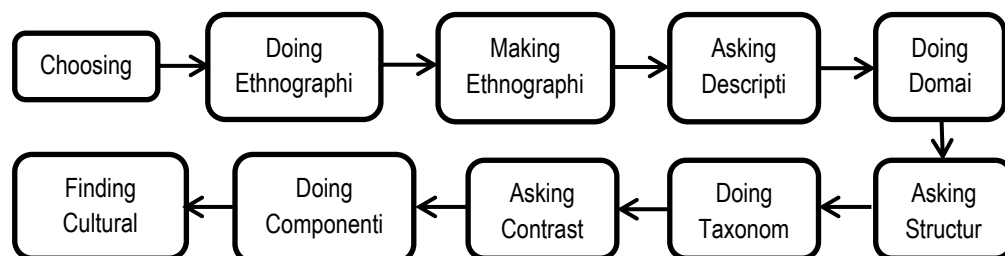 Choosing
Doing
Ethnographi
Making
Ethnographi
Asking
Descripti
Doing
Domai
Asking
Structur
Doing
Taxonom
Asking
Contrast
Doing
Componenti
Finding
Cultural